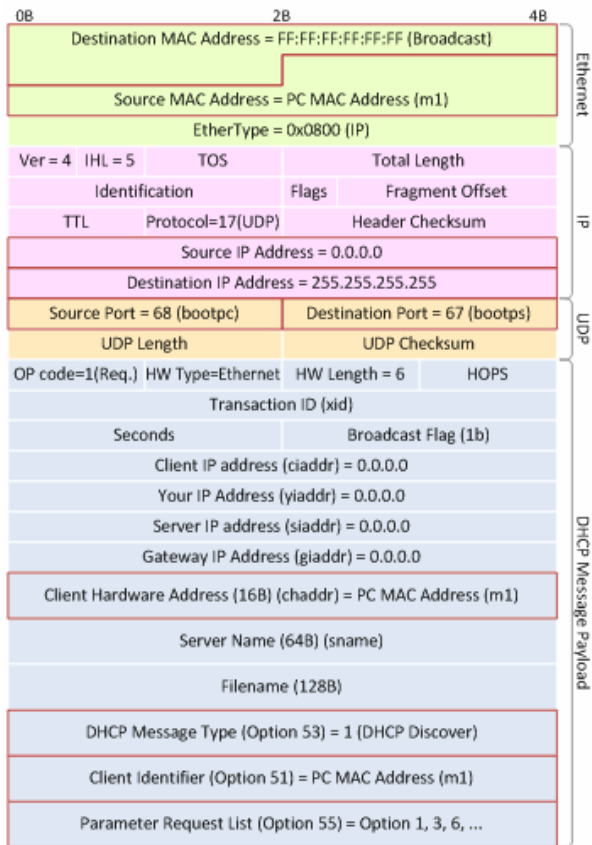 0B 2B 4B
Destination MAC Address = FF:FF:FF:FF:FF:FF (Broadcast)
Source MAC Address = PC MAC Address (m1)
EtherType = 0x0800 (IP)
Ethernet
Ver = 4 IHL = 5 TOS Total Length
Identification Flags Fragment Offset
TTL Protocol=17(UDP) Header Checksum
Source IP Address = 0.0.0.0
Destination IP Address = 255.255.255.255
IP
Source Port = 68 (bootpc) Destination Port = 67 (bootps)
UDP Length UDP Checksum
UDP
OP code=1(Req.) HW Type=Ethernet HW Length = 6 HOPS
Transaction ID (xid)
Seconds Broadcast Flag (1b)
Client IP address (ciaddr) = 0.0.0.0
Your IP Address (yiaddr) = 0.0.0.0
Server IP address (siaddr) = 0.0.0.0
Gateway IP Address (giaddr) = 0.0.0.0
Client Hardware Address (16B) (chaddr) = PC MAC Address (m1)
Server Name (64B) (sname)
Filename (128B)
DHCP Message Type (Option 53) = 1 (DHCP Discover)
Client Identifier (Option 51) = PC MAC Address (m1)
Parameter Request List (Option 55) = Option 1, 3, 6, ...
DHCP Message Payload